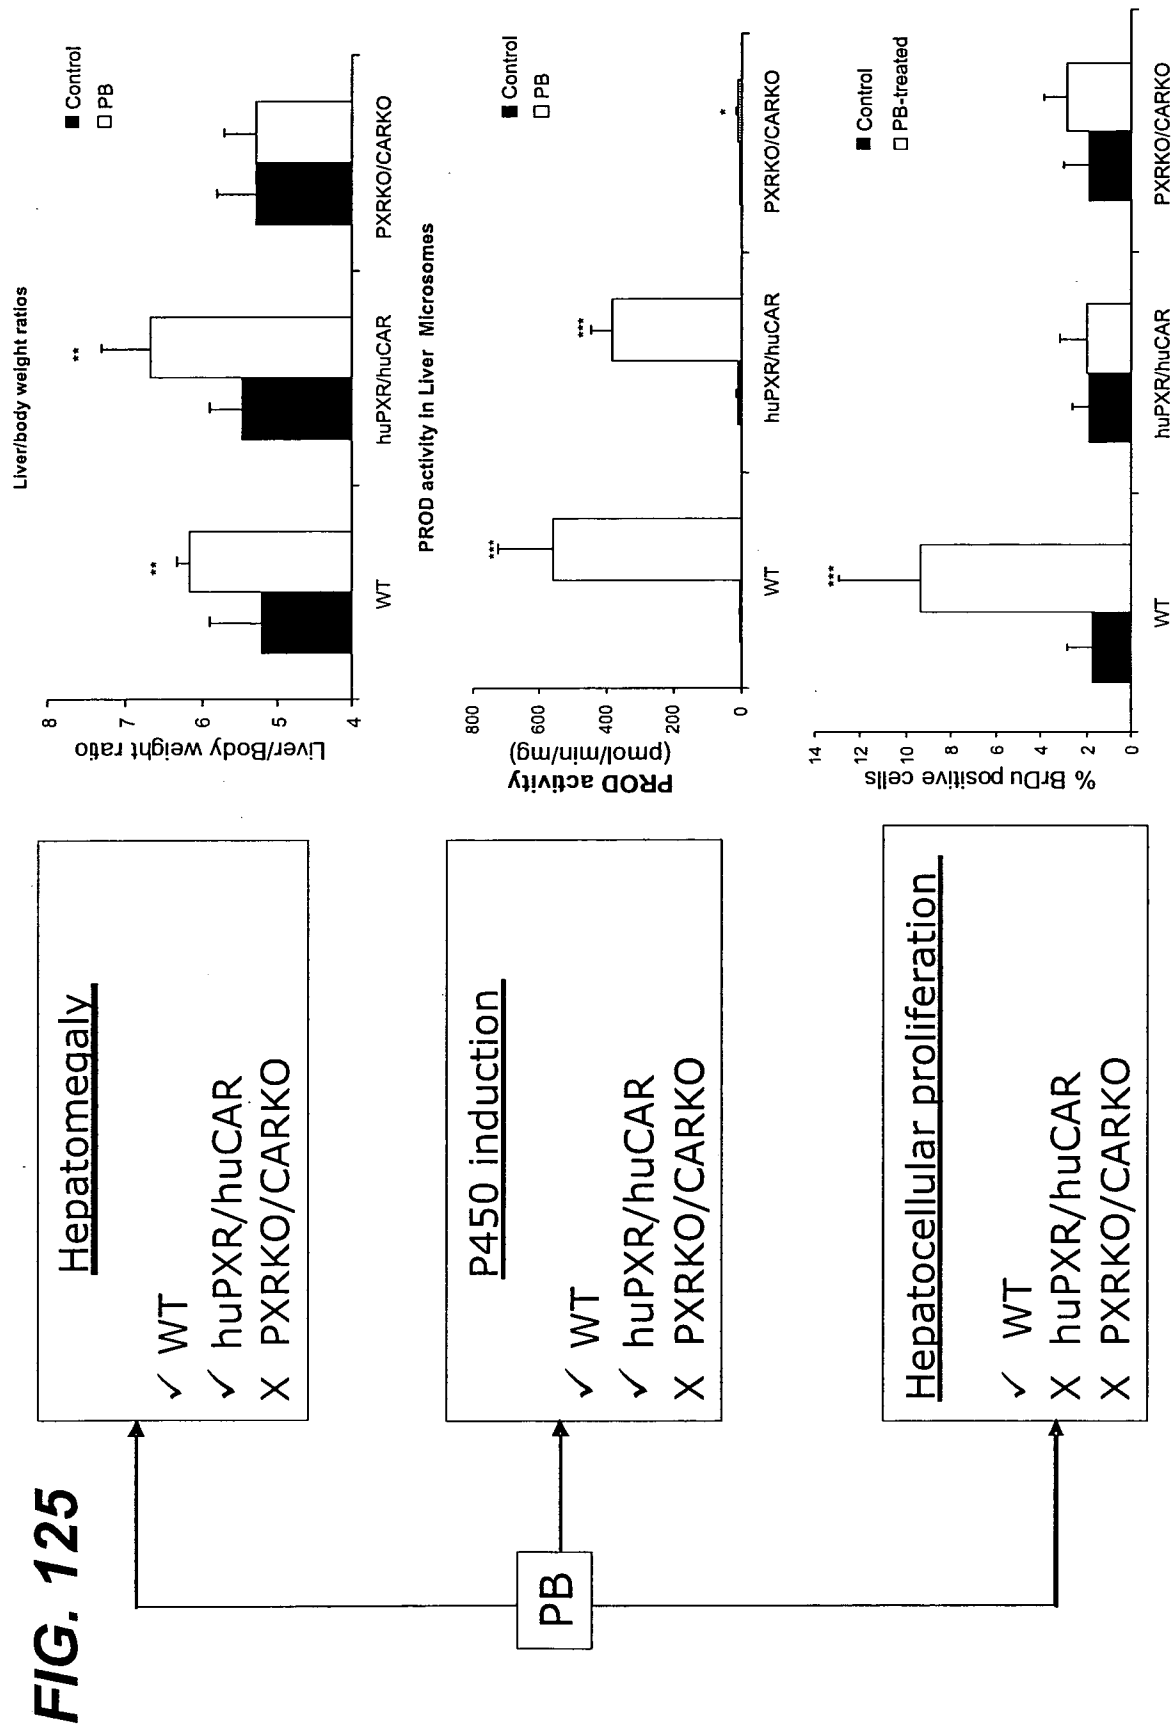 FIG. 125
PB
Hepatomegaly
✓ WT
✓ huPXR/huCAR
X PXRKO/CARKO
P450 induction
✓ WT
✓ huPXR/huCAR
X PXRKO/CARKO
Hepatocellular proliferation
✓ WT
X huPXR/huCAR
X PXRKO/CARKO
Liver/body weight ratios
Liver/Body weight ratio
8
7
6
5
4
**
**
Control
PB
WT
huPXR/huCAR
PXRKO/CARKO
PROD activity in Liver Microsomes
PROD activity
(pmol/min/mg)
800
600
400
200
0
***
***
*
Control
PB
WT
huPXR/huCAR
PXRKO/CARKO
% BrDu positive cells
14
12
10
8
6
4
2
0
***
Control
PB-treated
WT
huPXR/huCAR
PXRKO/CARKO